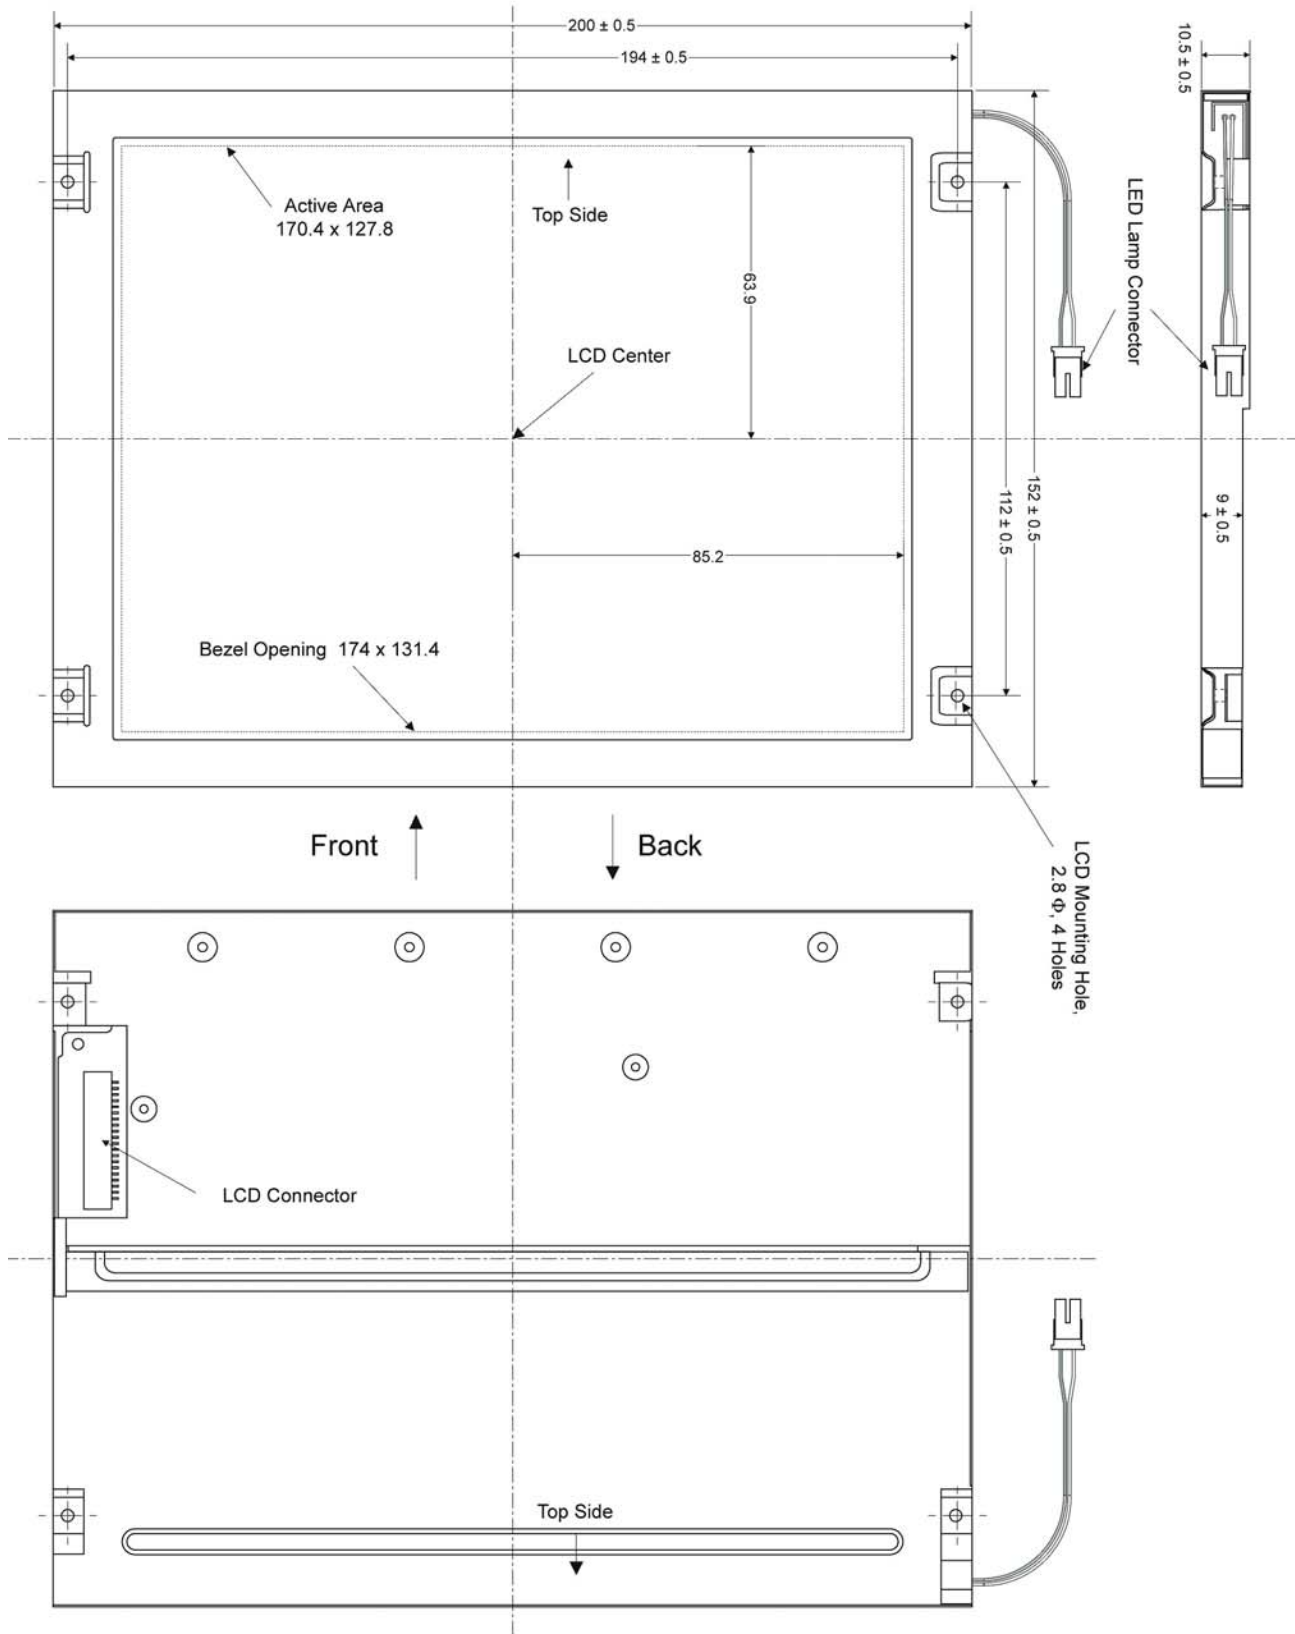 200 ± 0.5
194 ± 0.5
10.5 ± 0.5
Active Area
170.4 x 127.8
Top Side
63.9
LED Lamp Connector
LCD Center
85.2
112 ± 0.5
152 ± 0.5
9 ± 0.5
Bezel Opening 174 x 131.4
Front
Back
LCD Mounting Hole,
2.8 Φ, 4 Holes
LCD Connector
Top Side